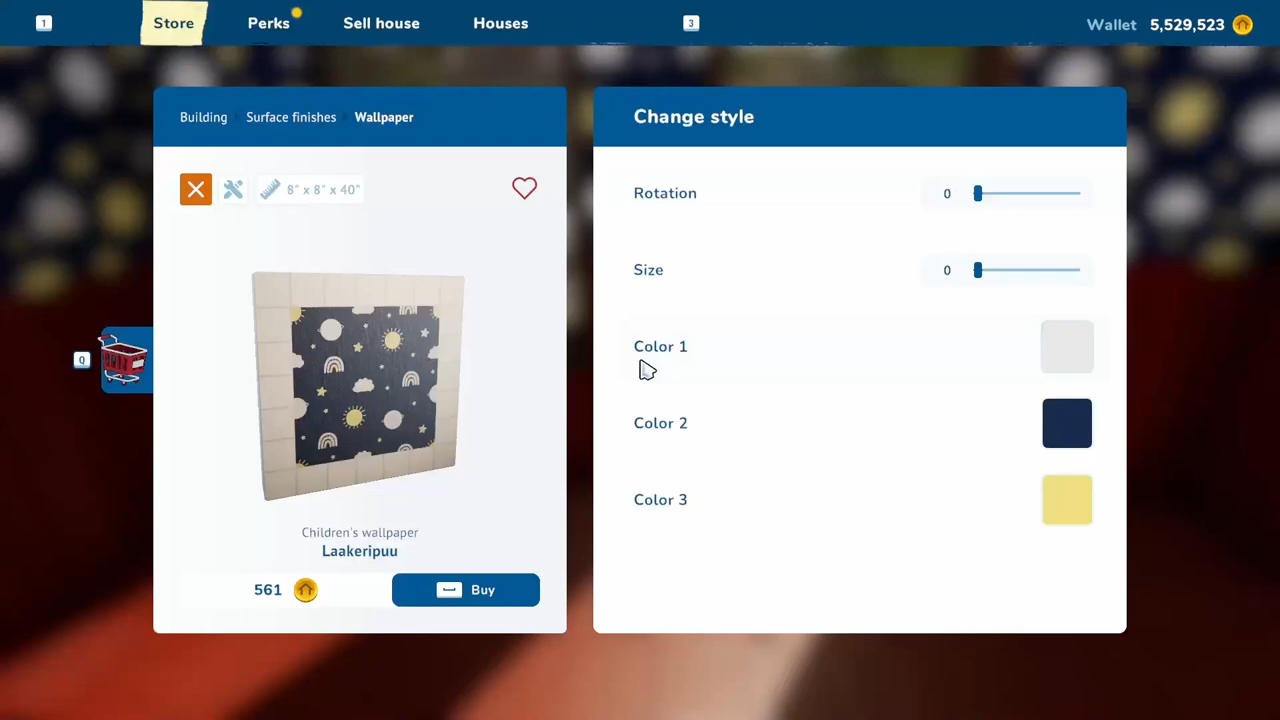 1
Store
Perks
Sell house
Houses
3
Wallet 5,529,523
Building Surface finishes Wallpaper
8" x 8" x 40"
Q
Children's wallpaper
Laakeripuu
561
Buy
Change style
Rotation 0
Size 0
Color 1
Color 2
Color 3